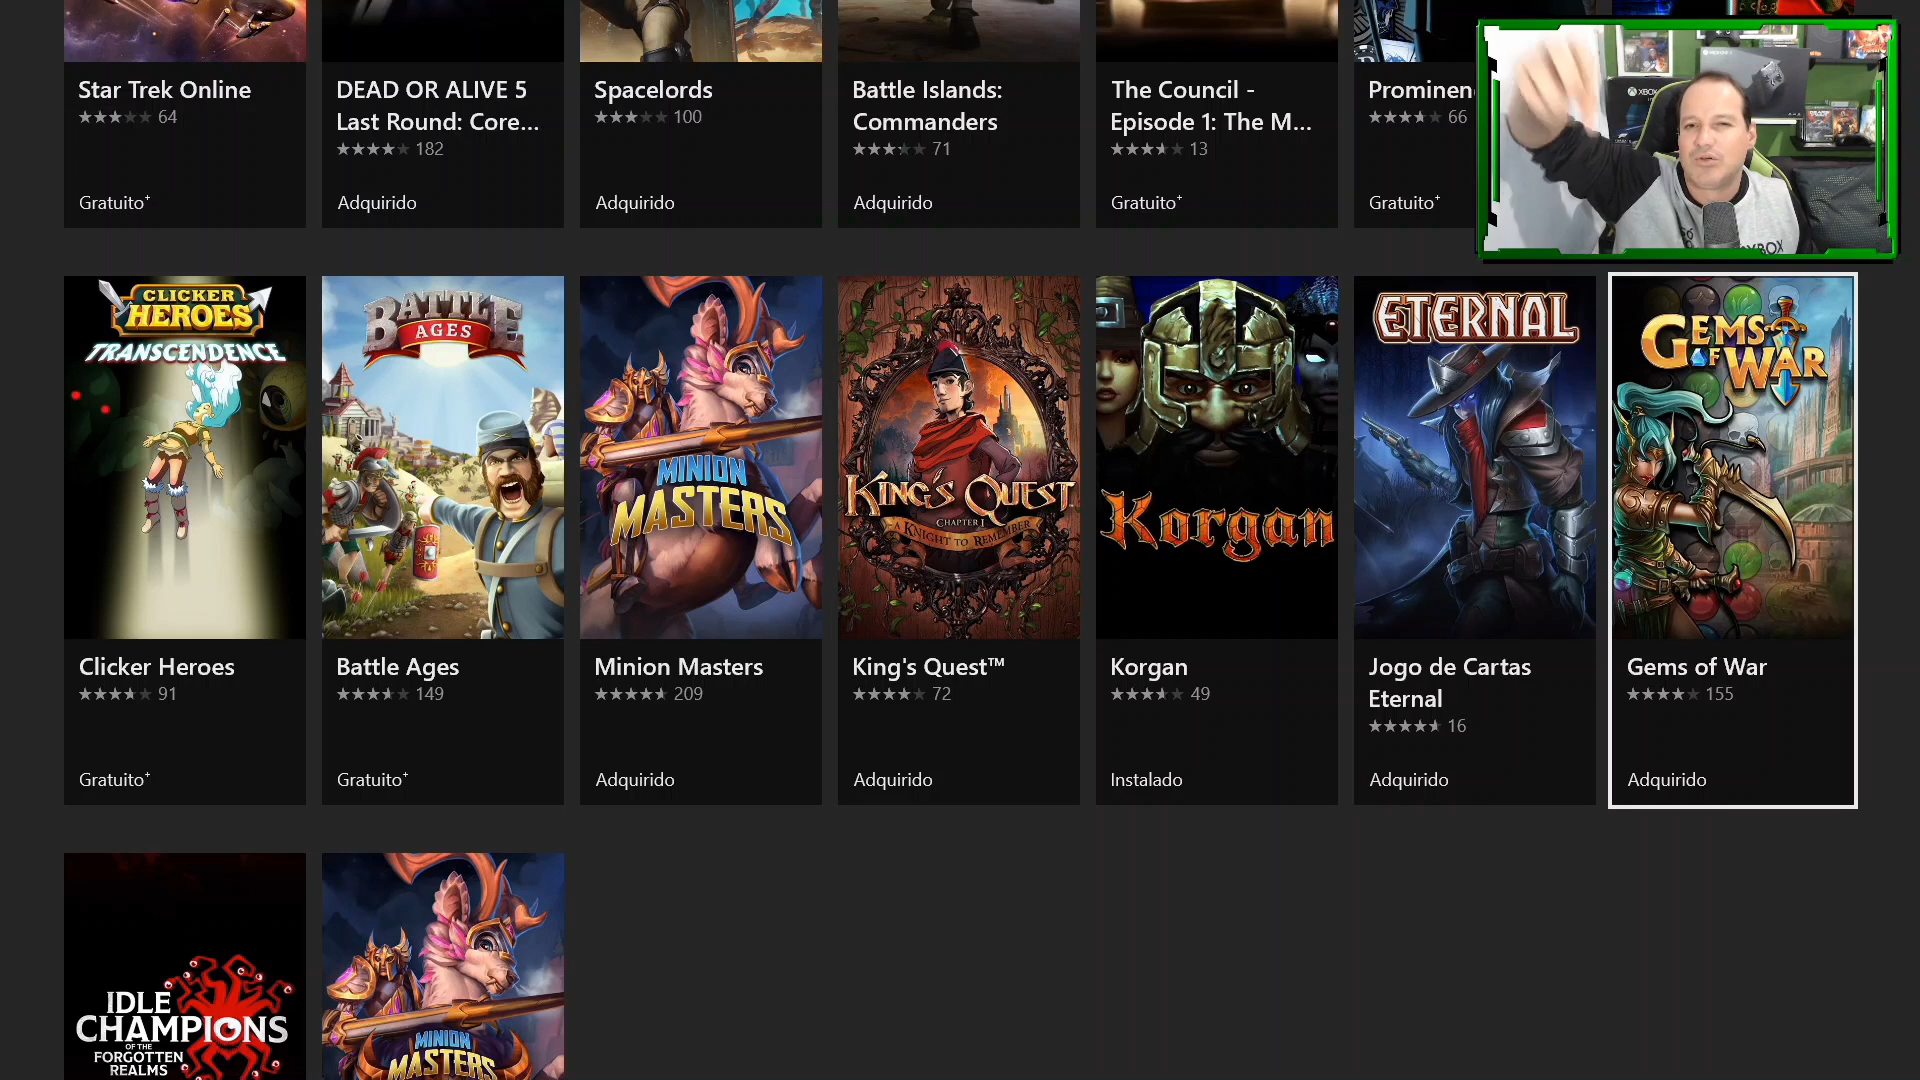 Star Trek Online
64
Gratuito+
DEAD OR ALIVE 5
Last Round: Core...
182
Adquirido
Spacelords
100
Adquirido
Battle Islands:
Commanders
71
Adquirido
The Council -
Episode 1: The M...
13
Gratuito+
Prominen
66
Gratuito+
XBOX
XBOX
CLICKER
HEROES
TRANSCENDENCE
Clicker Heroes
91
Gratuito+
BATTLE
AGES
Battle Ages
149
Gratuito+
MINION
MASTERS
Minion Masters
209
Adquirido
KING'S QUEST
CHAPTER I
A KNIGHT TO REMEMBER
King's Quest™
72
Adquirido
Korgan
Korgan
49
Instalado
ETERNAL
Jogo de Cartas
Eternal
16
Adquirido
GEMS
OF WAR
Gems of War
155
Adquirido
IDLE
CHAMPIONS
OF THE
FORGOTTEN
REALMS
MINION
MASTERS